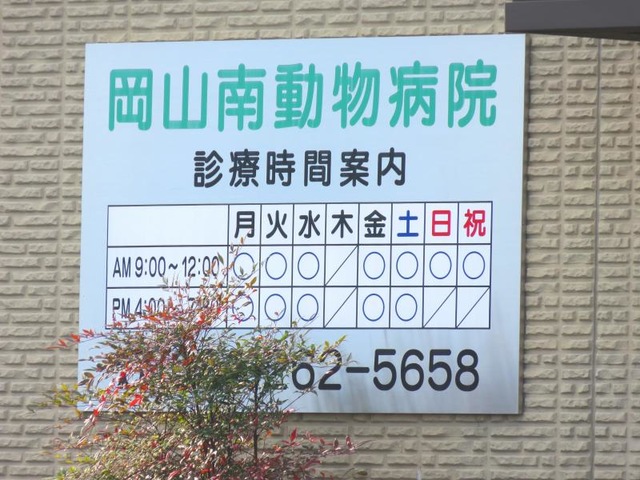 岡山南動物病院
診療時間案内
月 火 水 木 金 土 日 祝
AM 9:00～12:00 ○ ○ ○ ／ ○ ○ ○ ○
PM 4:00 ○ ○ ○ ／ ○ ○ ／ ／
62-5658